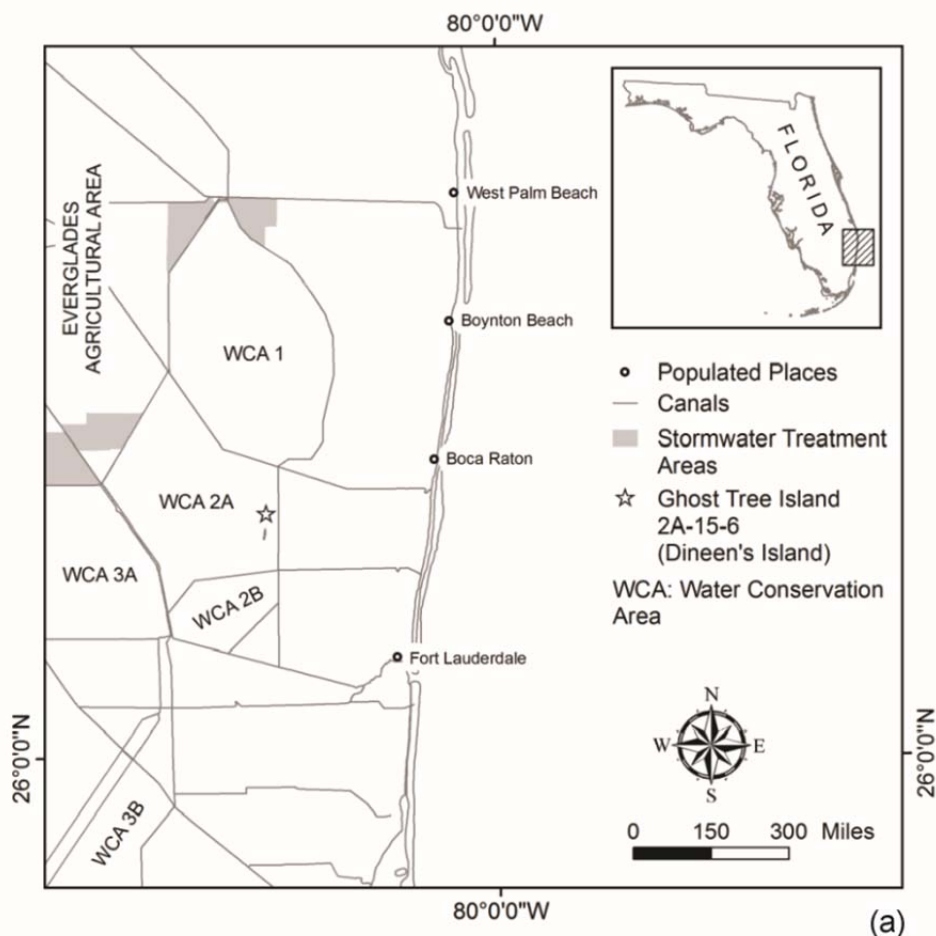 80°0'0"W
FLORIDA
West Palm Beach
EVERGLADES
AGRICULTURAL AREA
Boynton Beach
WCA 1
Populated Places
Canals
Stormwater Treatment
Areas
Boca Raton
WCA 2A
Ghost Tree Island
2A-15-6
(Dineen's Island)
WCA 3A
WCA: Water Conservation
Area
WCA 2B
Fort Lauderdale
N
W E
S
26°0'0"N
26°0'0"N
WCA 3B
0 150 300 Miles
80°0'0"W
(a)